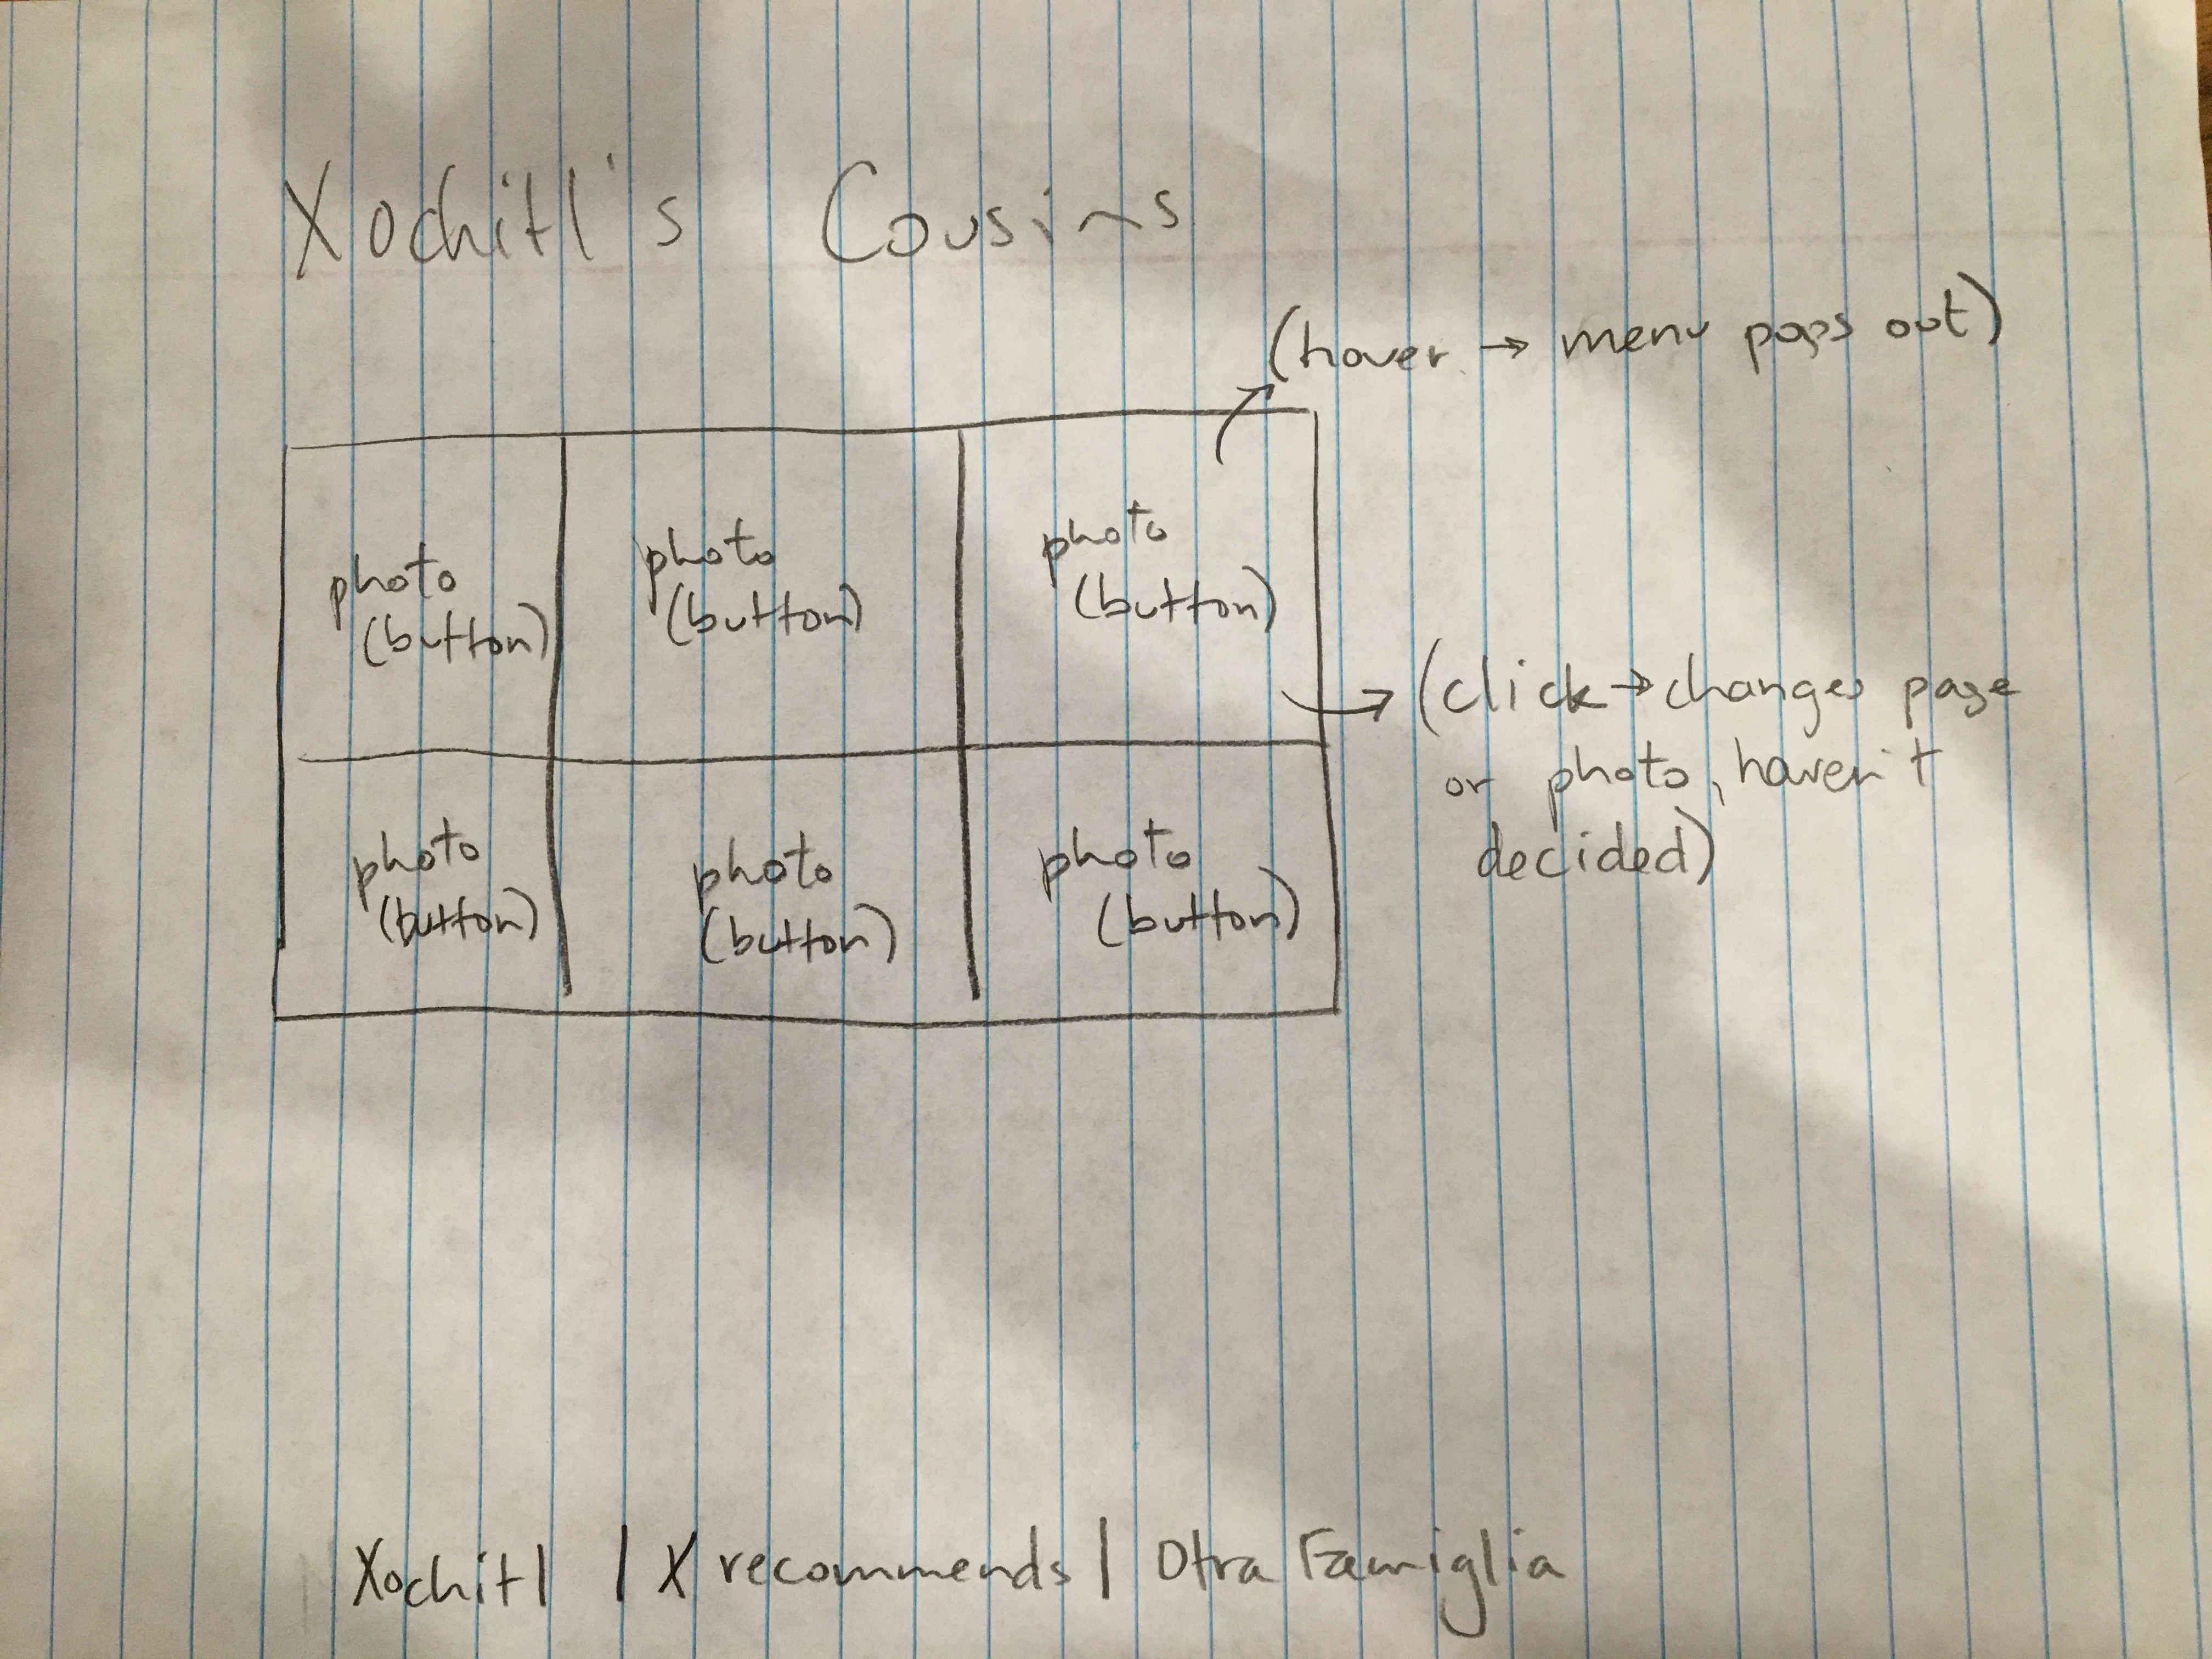 Xochitl's Cousins
(hover → menu pops out)
photo
(button)
photo
(button)
photo
(button)
(click → changes page
or photo, haven't
decided)
photo
(button)
photo
(button)
photo
(button)
Xochitl | X recommends | Otra Famiglia